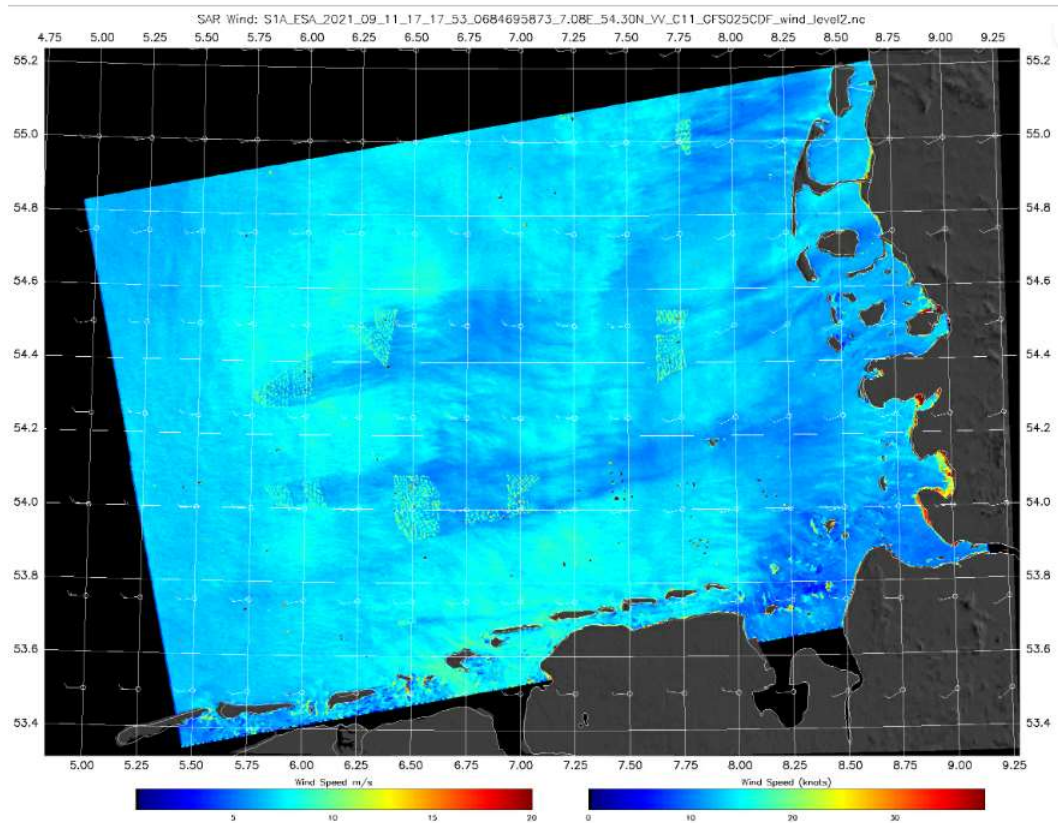 SAR Wind: S1A_ESA_2021_09_11_17_17_53_0684695873_7.08E_54.30N_VV_C11_GFS025CDF_wind_level2.nc
4.75 5.00 5.25 5.50 5.75 6.00 6.25 6.50 6.75 7.00 7.25 7.50 7.75 8.00 8.25 8.50 8.75 9.00 9.25
55.2 55.2
55.0 55.0
54.8 54.8
54.6 54.6
54.4 54.4
54.2 54.2
54.0 54.0
53.8 53.8
53.6 53.6
53.4 53.4
5.00 5.25 5.50 5.75 6.00 6.25 6.50 6.75 7.00 7.25 7.50 7.75 8.00 8.25 8.50 8.75 9.00 9.25
Wind Speed m/s Wind Speed (knots)
5 10 15 20 0 10 20 30